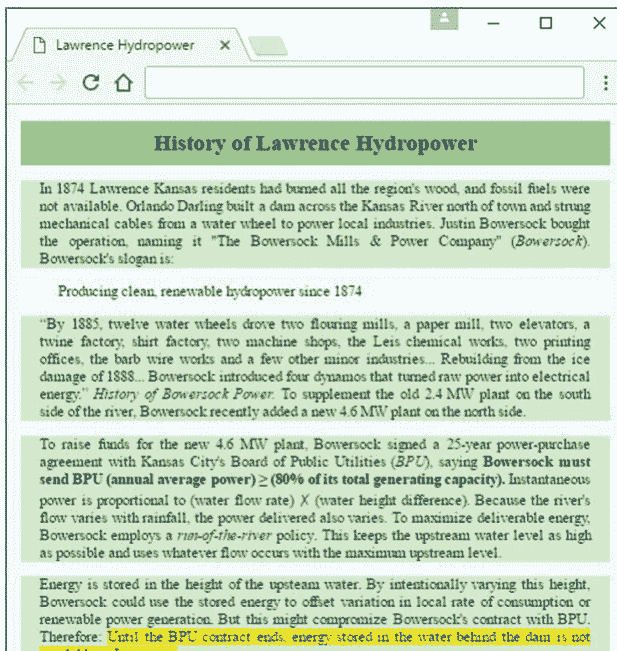 Lawrence Hydropower
History of Lawrence Hydropower
In 1874 Lawrence Kansas residents had burned all the region's wood, and fossil fuels were
not available. Orlando Darling built a dam across the Kansas River north of town and strung
mechanical cables from a water wheel to power local industries. Justin Bowersock bought
the operation, naming it "The Bowersock Mills & Power Company" (Bowersock).
Bowersock's slogan is:
Producing clean, renewable hydropower since 1874
"By 1885, twelve water wheels drove two flouring mills, a paper mill, two elevators, a
twine factory, shirt factory, two machine shops, the Leis chemical works, two printing
offices, the barb wire works and a few other minor industries... Rebuilding from the ice
damage of 1888... Bowersock introduced four dynamos that turned raw power into electrical
energy." History of Bowersock Power. To supplement the old 2.4 MW plant on the south
side of the river, Bowersock recently added a new 4.6 MW plant on the north side.
To raise funds for the new 4.6 MW plant, Bowersock signed a 25-year power-purchase
agreement with Kansas City's Board of Public Utilities (BPU), saying Bowersock must
send BPU (annual average power) ≥ (80% of its total generating capacity). Instantaneous
power is proportional to (water flow rate) X (water height difference). Because the river's
flow varies with rainfall, the power delivered also varies. To maximize deliverable energy,
Bowersock employs a run-of-the-river policy. This keeps the upstream water level as high
as possible and uses whatever flow occurs with the maximum upstream level.
Energy is stored in the height of the upsteam water. By intentionally varying this height,
Bowersock could use the stored energy to offset variation in local rate of consumption or
renewable power generation. But this might compromise Bowersock's contract with BPU.
Therefore: Until the BPU contract ends, energy stored in the water behind the dam is not